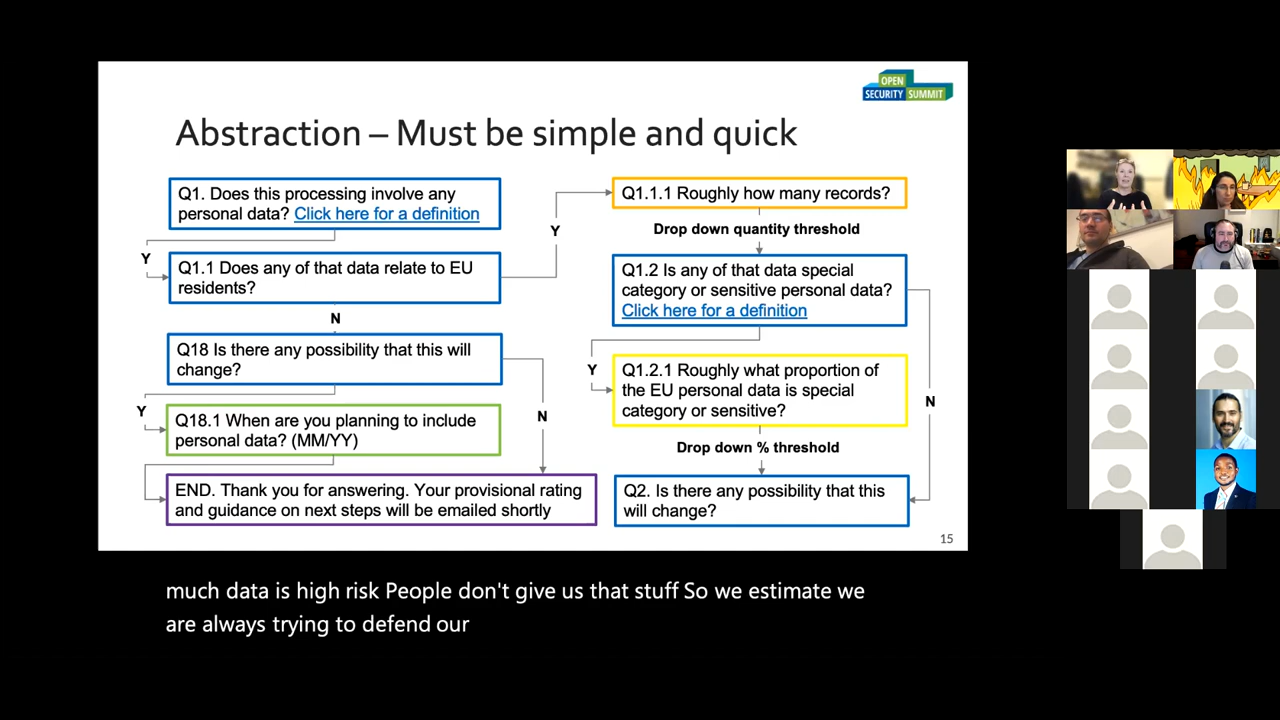 OPEN
SECURITY SUMMIT
Abstraction – Must be simple and quick
Q1. Does this processing involve any
personal data? Click here for a definition
Y
Q1.1 Does any of that data relate to EU
residents?
N
Q18 Is there any possibility that this will
change?
Y
N
Q18.1 When are you planning to include
personal data? (MM/YY)
END. Thank you for answering. Your provisional rating
and guidance on next steps will be emailed shortly
Y
Q1.1.1 Roughly how many records?
Drop down quantity threshold
Q1.2 Is any of that data special
category or sensitive personal data?
Click here for a definition
Y
Q1.2.1 Roughly what proportion of
the EU personal data is special
category or sensitive?
N
Drop down % threshold
Q2. Is there any possibility that this
will change?
15
much data is high risk People don't give us that stuff So we estimate we
are always trying to defend our